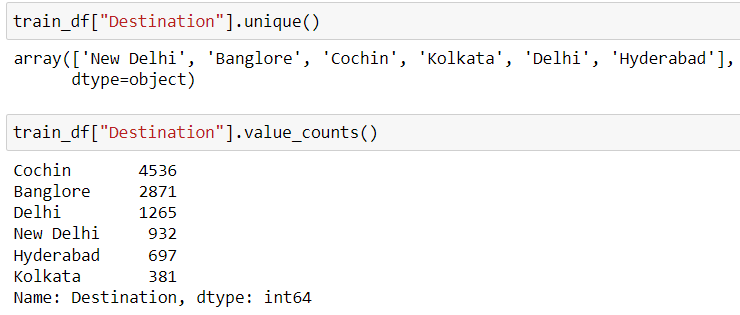 train_df["Destination"].unique()
array(['New Delhi', 'Banglore', 'Cochin', 'Kolkata', 'Delhi', 'Hyderabad'],
      dtype=object)
train_df["Destination"].value_counts()
Cochin       4536
Banglore     2871
Delhi        1265
New Delhi     932
Hyderabad     697
Kolkata       381
Name: Destination, dtype: int64